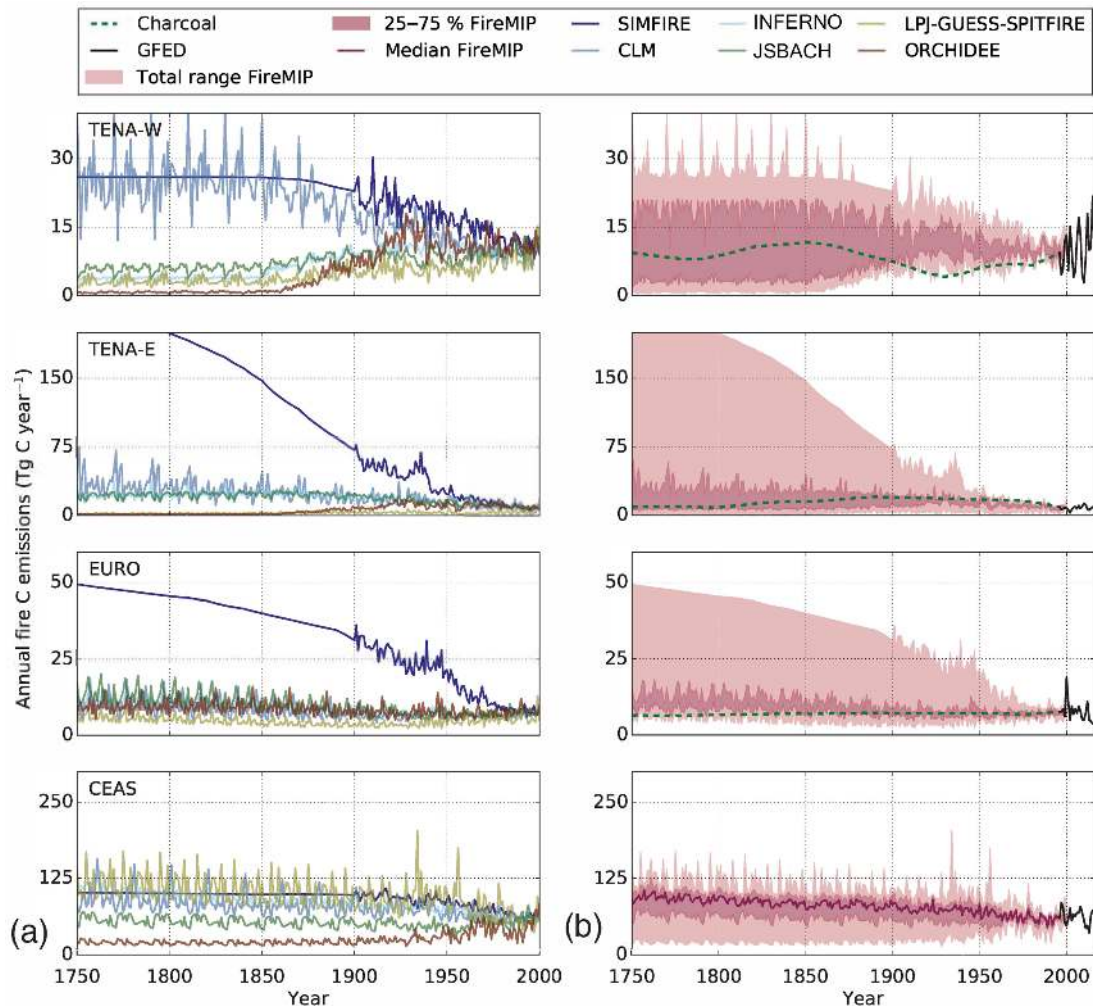 Charcoal 25–75 % FireMIP SIMFIRE INFERNO LPJ-GUESS-SPITFIRE
GFED Median FireMIP CLM JSBACH ORCHIDEE
Total range FireMIP
Annual fire C emissions (Tg C year⁻¹)
TENA-W
30 30
15 15
0 0
TENA-E
150 150
75 75
0 0
EURO
50 50
25 25
0 0
CEAS
250 250
125 125
(a) (b)
0 0
1750 1800 1850 1900 1950 2000 1750 1800 1850 1900 1950 2000
Year Year